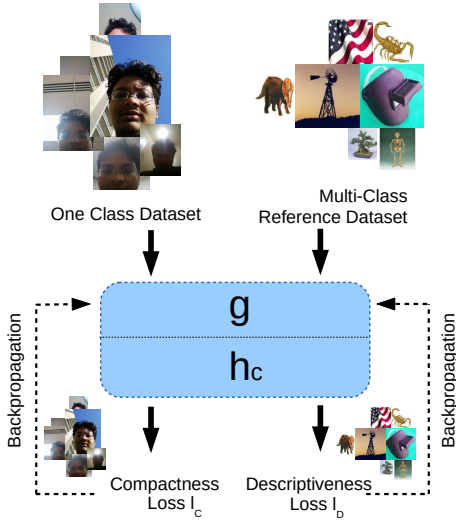 One Class Dataset
Multi-Class
Reference Dataset
g
hc
Backpropagation
Backpropagation
Compactness
Loss lC
Descriptiveness
Loss lD